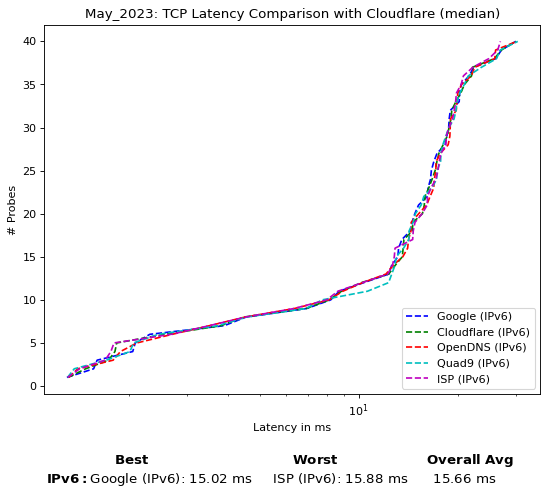 May_2023: TCP Latency Comparison with Cloudflare (median)
40
35
30
25
20
15
10
5
0
# Probes
Google (IPv6)
Cloudflare (IPv6)
OpenDNS (IPv6)
Quad9 (IPv6)
ISP (IPv6)
10¹
Latency in ms
Best Worst Overall Avg
IPv6: Google (IPv6): 15.02 ms ISP (IPv6): 15.88 ms 15.66 ms